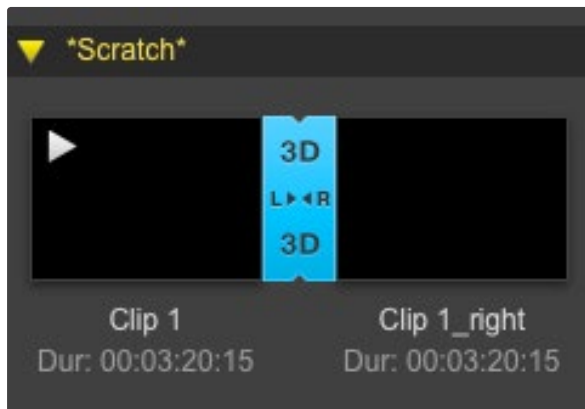 *Scratch*
3D
L R
3D
Clip 1
Clip 1_right
Dur: 00:03:20:15
Dur: 00:03:20:15